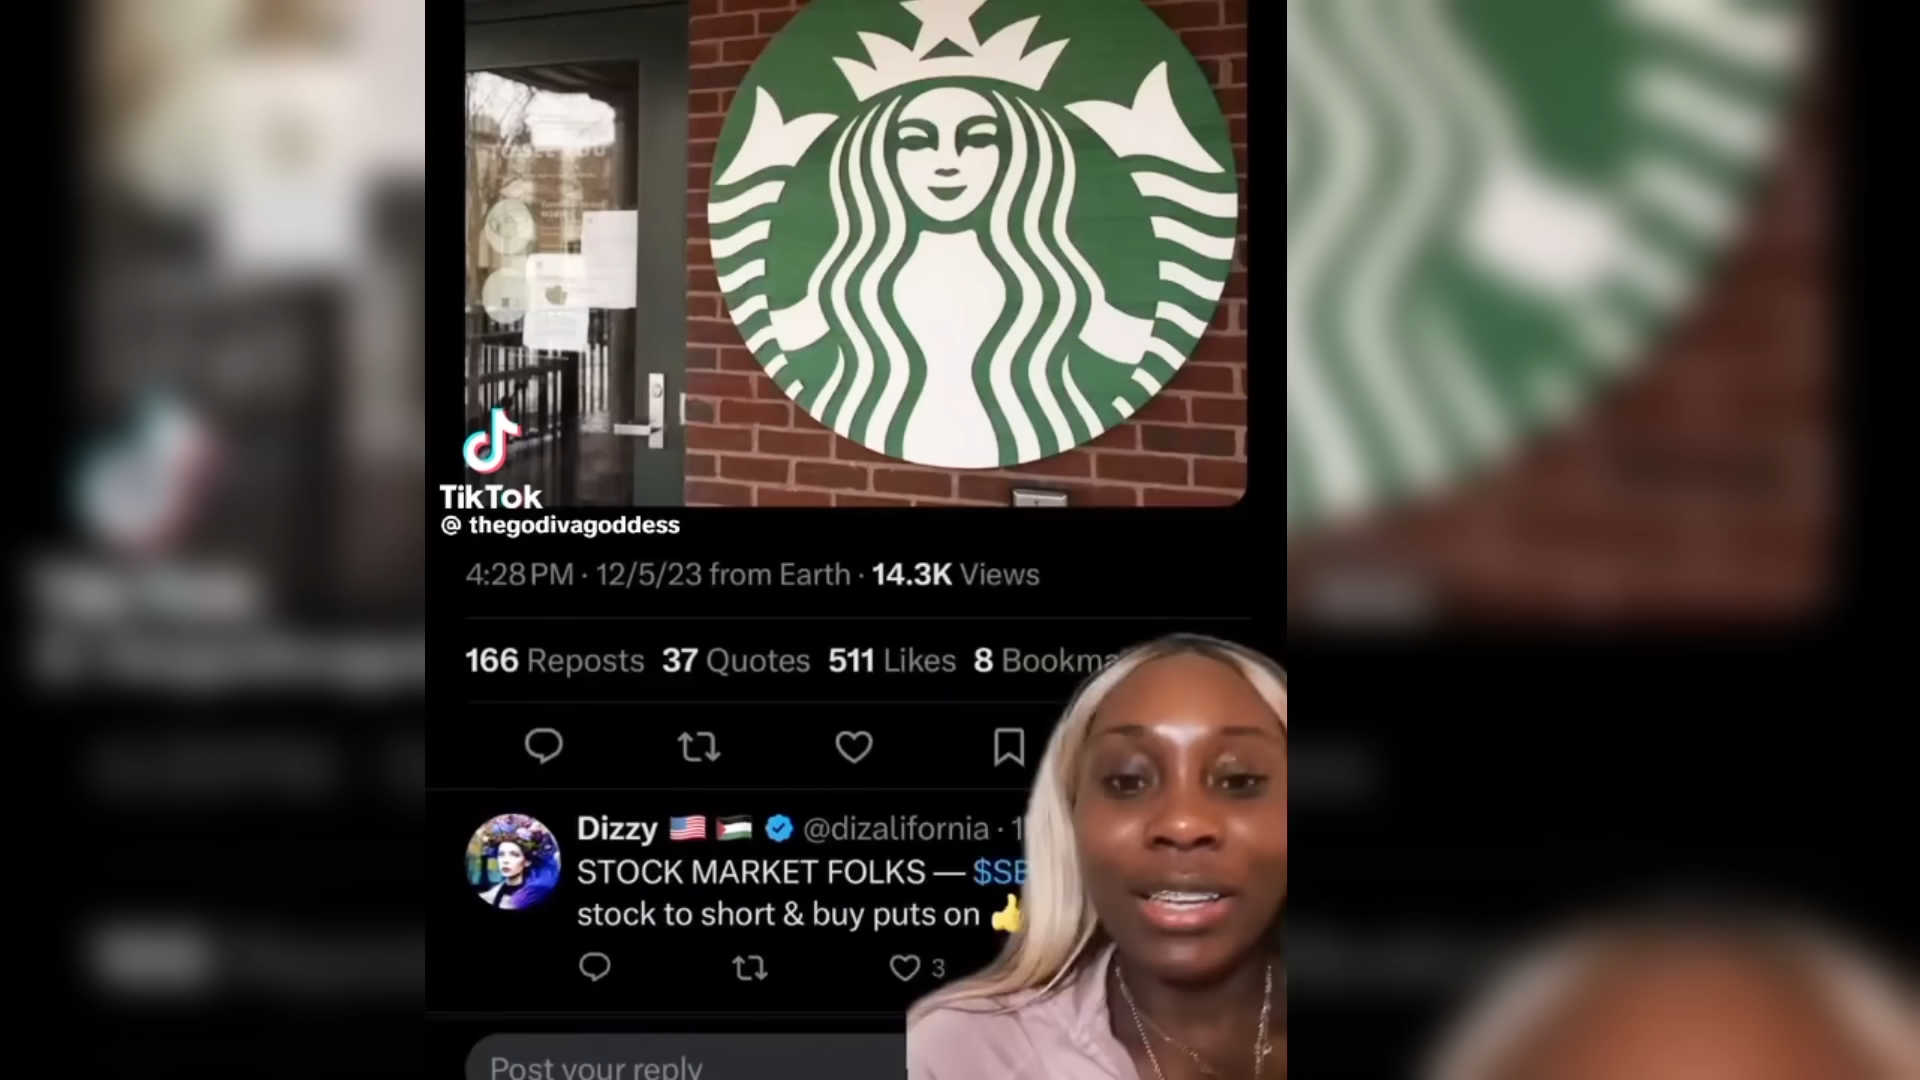 TikTok
@ thegodivagoddess
4:28 PM · 12/5/23 from Earth · 14.3K Views
166 Reposts 37 Quotes 511 Likes 8
Dizzy @dizalifornia ·
STOCK MARKET FOLKS —
stock to short & buy puts on 👍
3
Post your reply